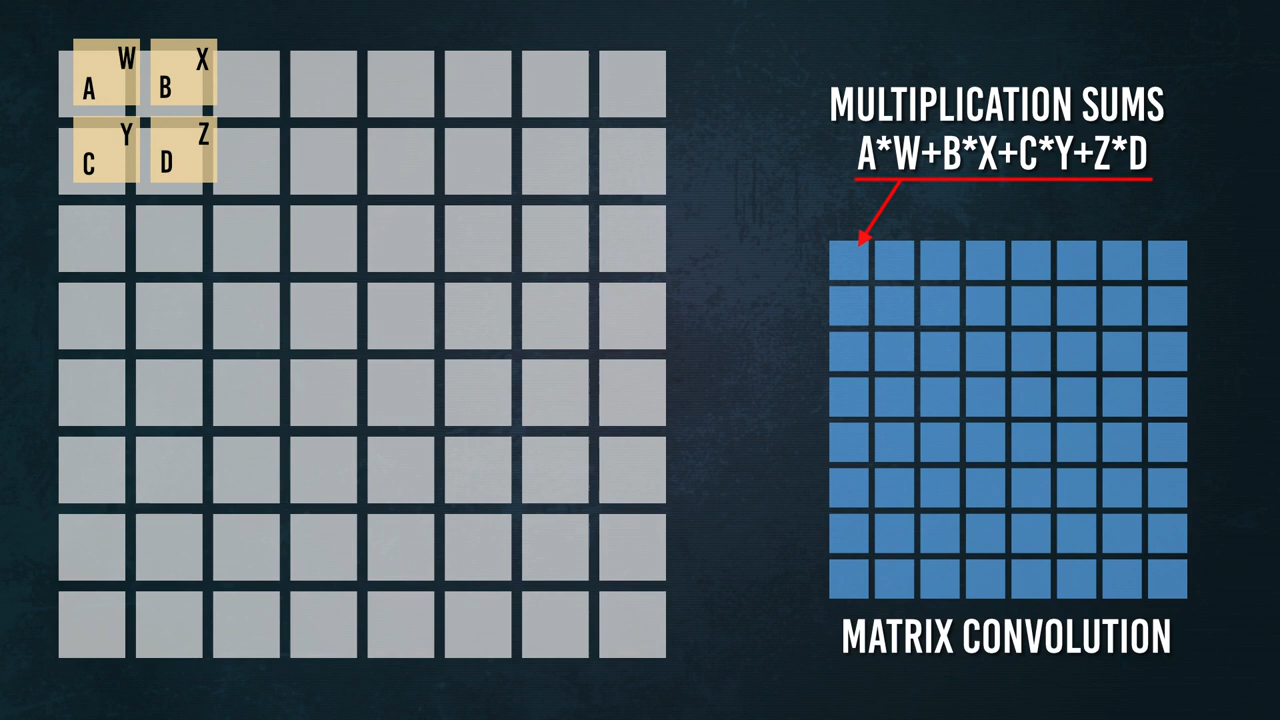 W
X
A
B
Y
Z
C
D
MULTIPLICATION SUMS
A*W+B*X+C*Y+Z*D
MATRIX CONVOLUTION